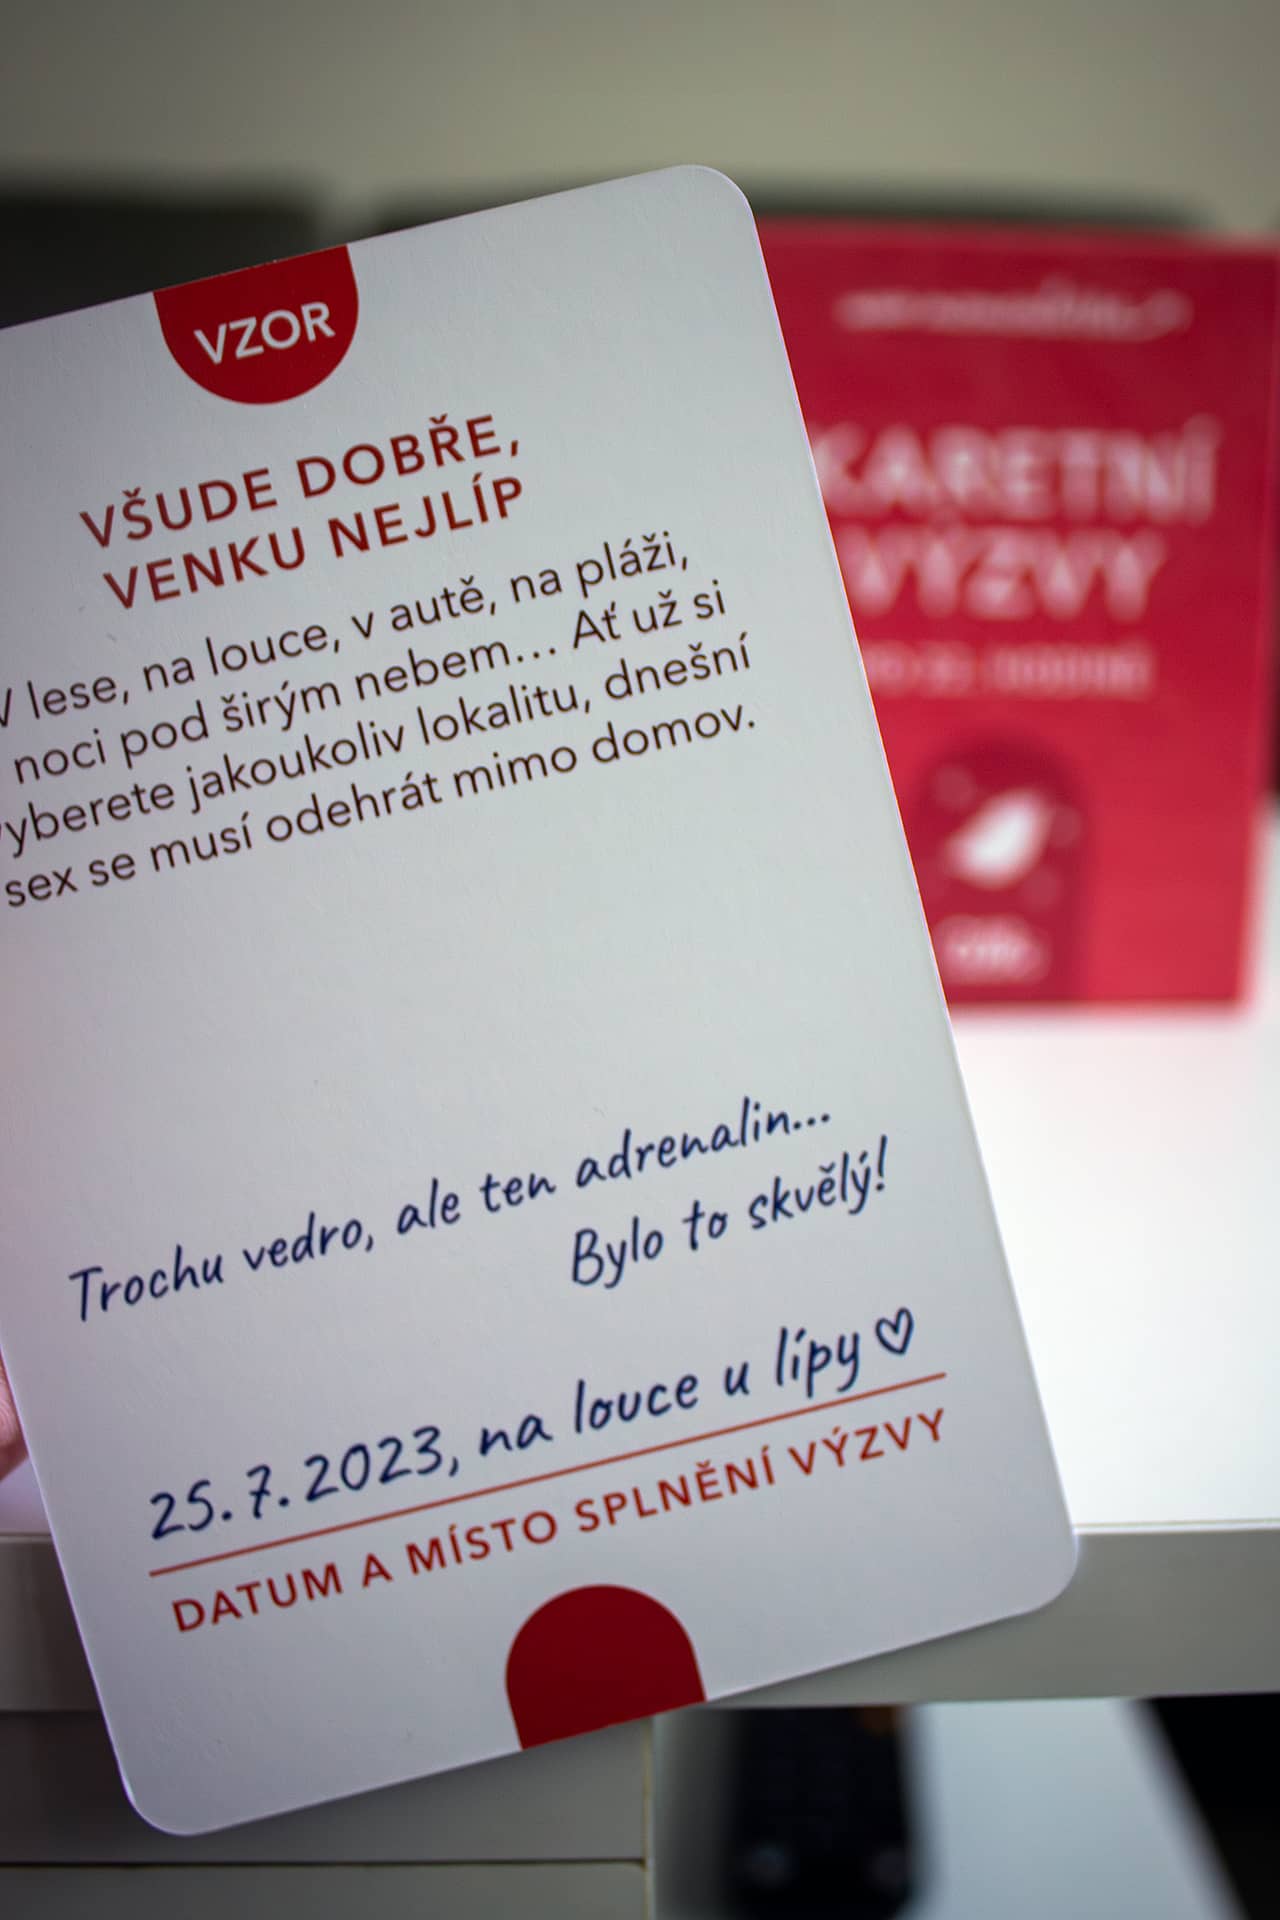 VZOR
VŠUDE DOBŘE,
VENKU NEJLÍP
V lese, na louce, v autě, na pláži,
noci pod širým nebem... Ať už si
vyberete jakoukoliv lokalitu, dnešní
sex se musí odehrát mimo domov.
Trochu vedro, ale ten adrenalin...
Bylo to skvělý!
25.7.2023, na louce u lípy ♡
DATUM A MÍSTO SPLNĚNÍ VÝZVY
KARETNÍ
VÝZVY